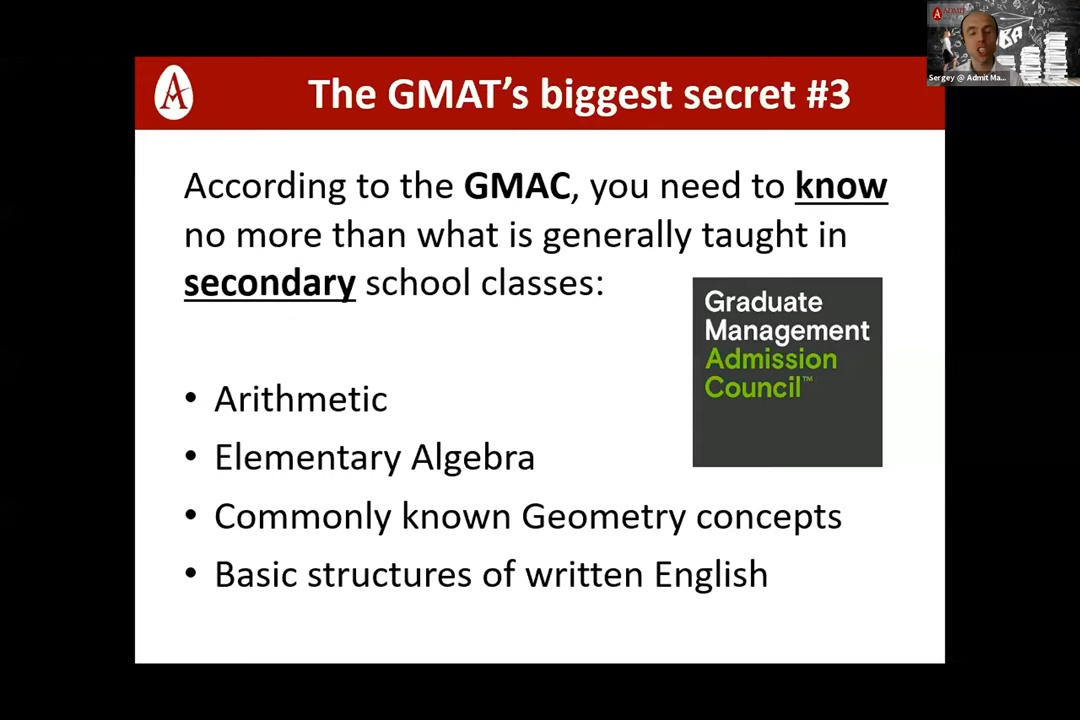 The GMAT's biggest secret #3
According to the GMAC, you need to know
no more than what is generally taught in
secondary school classes:
Graduate
Management
Admission
Council™
• Arithmetic
• Elementary Algebra
• Commonly known Geometry concepts
• Basic structures of written English
Sergey @ Admit Ma...